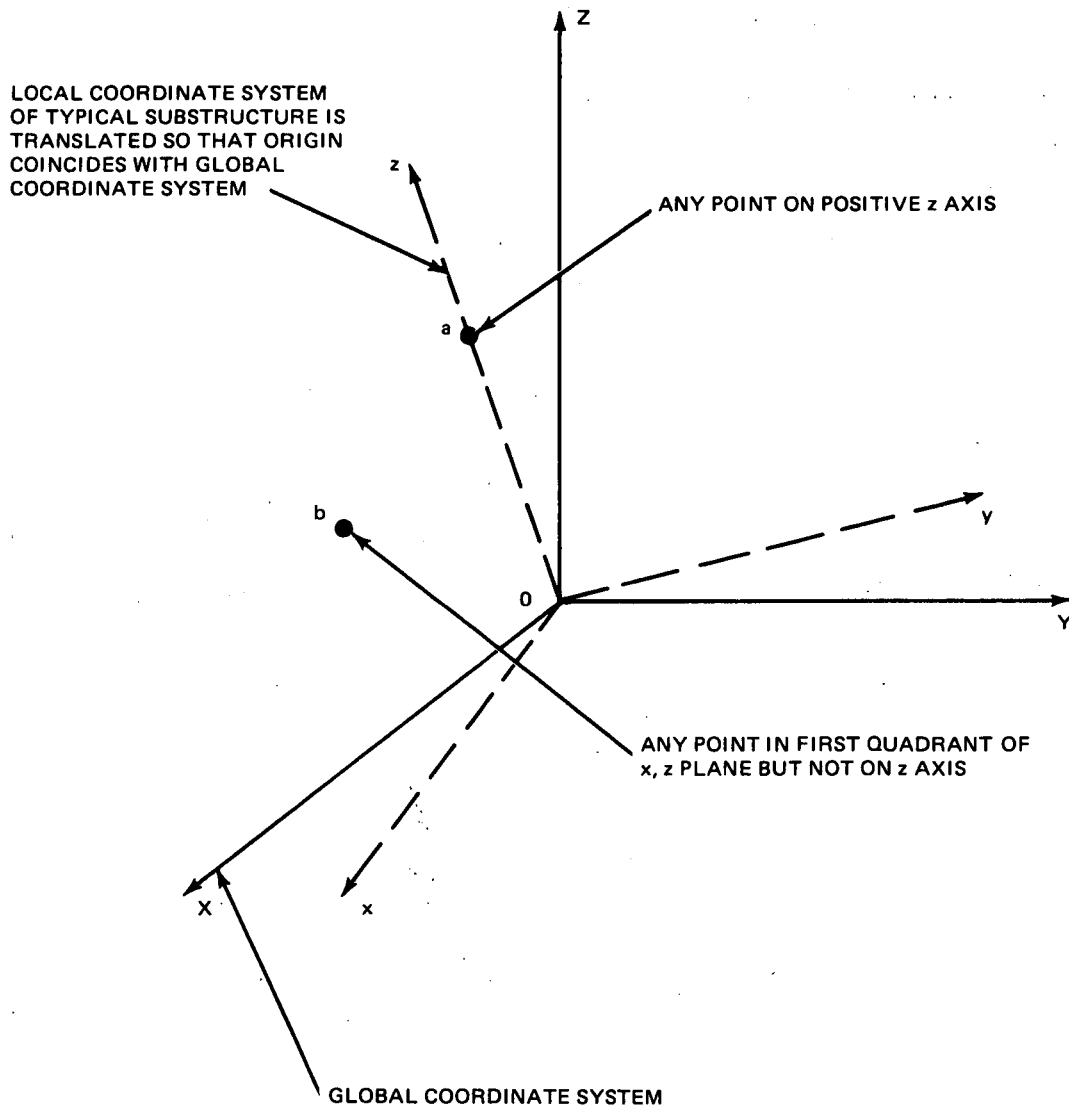 Z
LOCAL COORDINATE SYSTEM
OF TYPICAL SUBSTRUCTURE IS
TRANSLATED SO THAT ORIGIN
COINCIDES WITH GLOBAL
COORDINATE SYSTEM
z
ANY POINT ON POSITIVE z AXIS
a
b
y
0
Y
ANY POINT IN FIRST QUADRANT OF
x, z PLANE BUT NOT ON z AXIS
X
x
GLOBAL COORDINATE SYSTEM